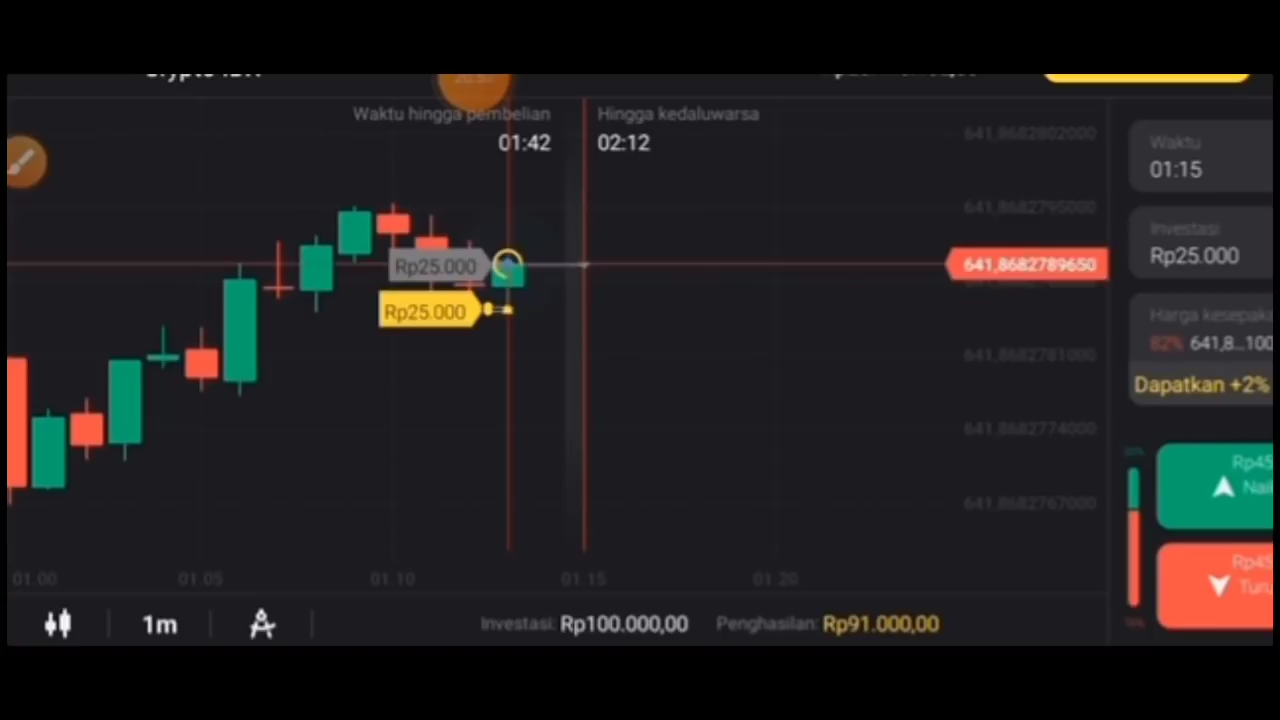 Waktu hingga pembelian
01:42
Hingga kedaluwarsa
02:12
641,8682802000
641,8682795000
641,8682789650
641,8682781000
641,8682774000
641,8682767000
Rp25.000
Rp25.000
01.00
01.05
01.10
01.15
01.20
1m
Investasi: Rp100.000,00
Penghasilan: Rp91.000,00
Waktu
01:15
Investasi
Rp25.000
Harga kesepaka
82% 641,8...100
Dapatkan +2%
Rp45
Naik
Rp45
Turu